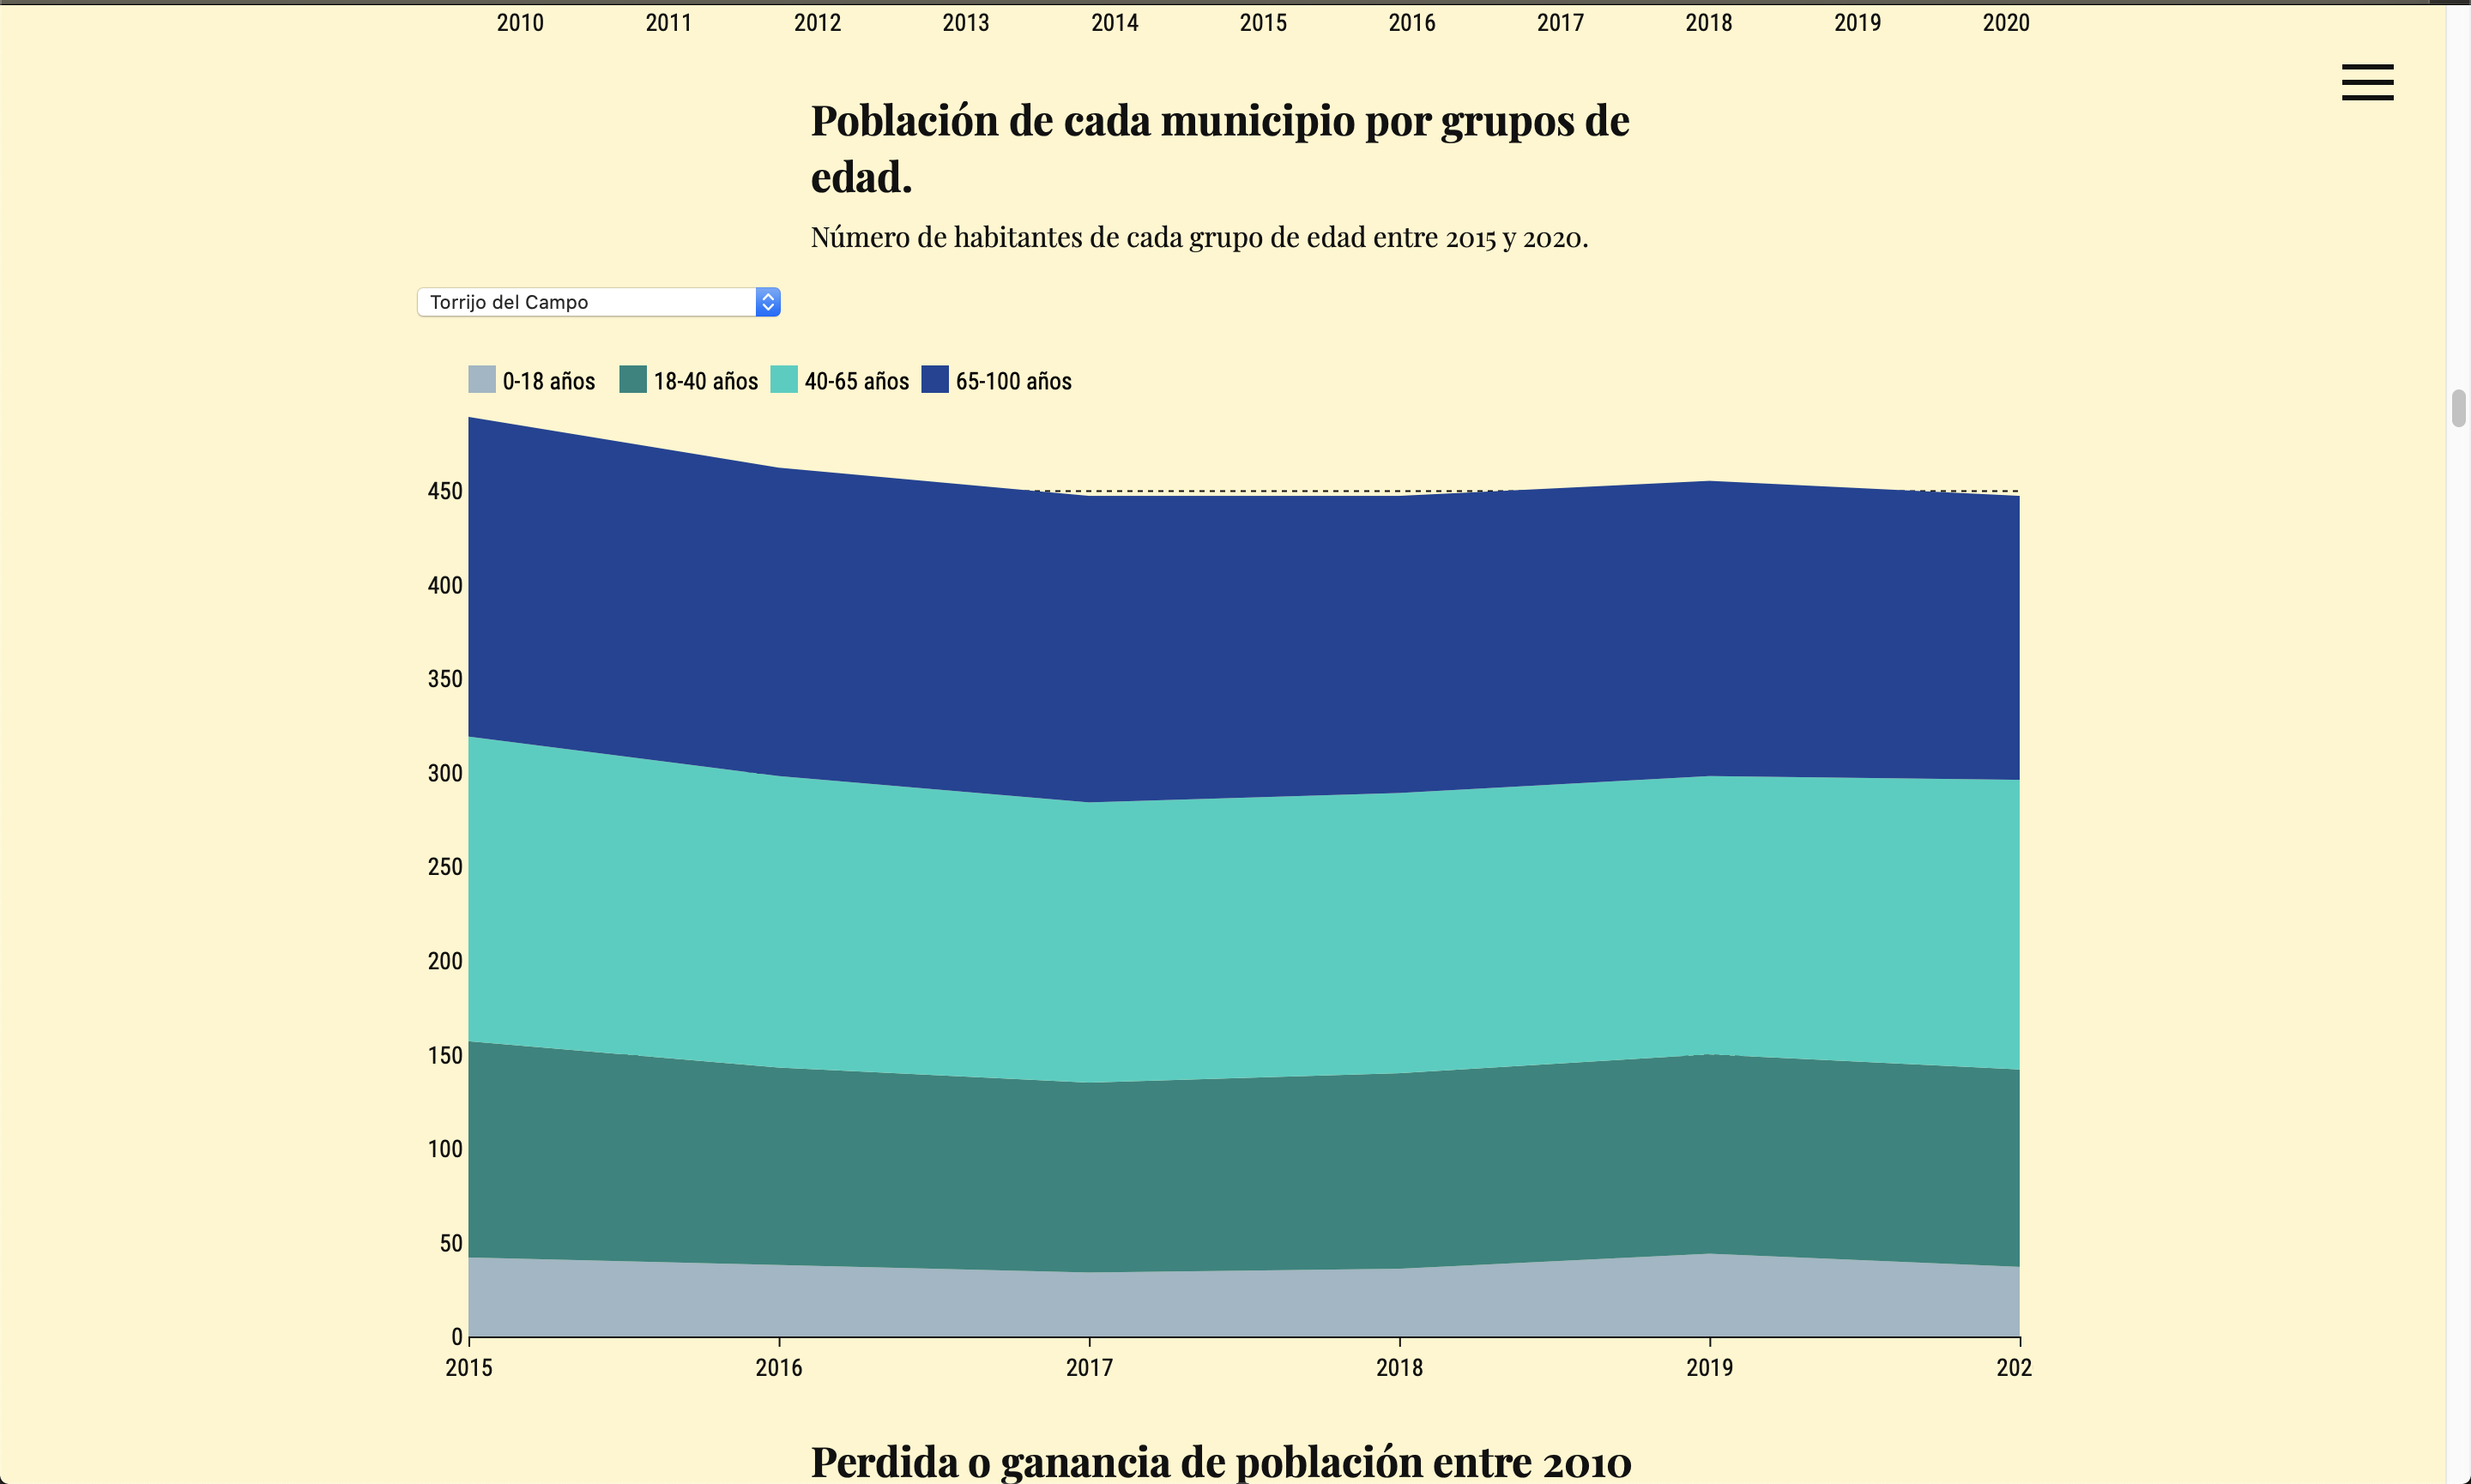 2010 2011 2012 2013 2014 2015 2016 2017 2018 2019 2020
Población de cada municipio por grupos de
edad.
Número de habitantes de cada grupo de edad entre 2015 y 2020.
Torrijo del Campo
0-18 años 18-40 años 40-65 años 65-100 años
450
400
350
300
250
200
150
100
50
0
2015 2016 2017 2018 2019 202
Perdida o ganancia de población entre 2010